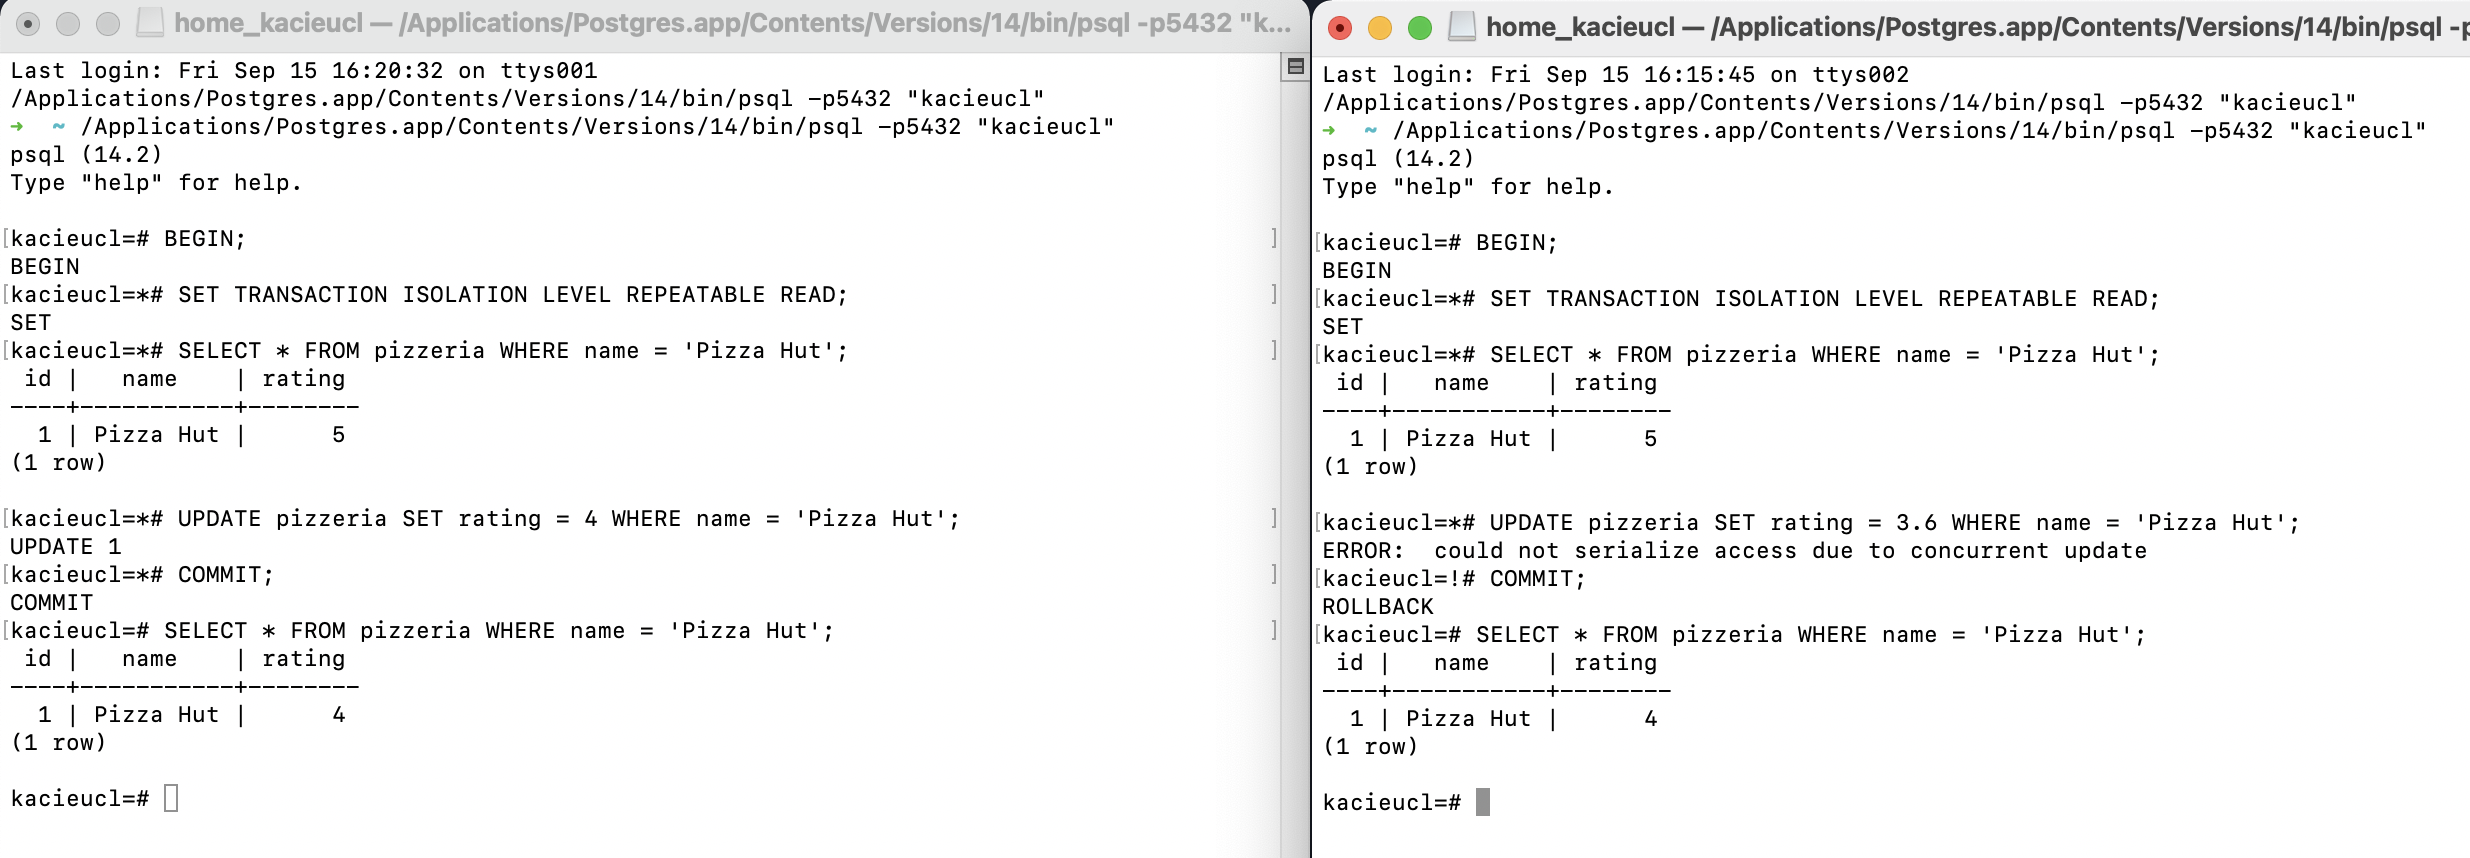 home_kacieucl — /Applications/Postgres.app/Contents/Versions/14/bin/psql -p5432 "k...
Last login: Fri Sep 15 16:20:32 on ttys001
/Applications/Postgres.app/Contents/Versions/14/bin/psql -p5432 "kacieucl"
➜  ~ /Applications/Postgres.app/Contents/Versions/14/bin/psql -p5432 "kacieucl"
psql (14.2)
Type "help" for help.
[kacieucl=# BEGIN; ]
BEGIN
[kacieucl=*# SET TRANSACTION ISOLATION LEVEL REPEATABLE READ; ]
SET
[kacieucl=*# SELECT * FROM pizzeria WHERE name = 'Pizza Hut'; ]
 id |   name    | rating
----+-----------+--------
  1 | Pizza Hut |      5
(1 row)
[kacieucl=*# UPDATE pizzeria SET rating = 4 WHERE name = 'Pizza Hut'; ]
UPDATE 1
[kacieucl=*# COMMIT; ]
COMMIT
[kacieucl=# SELECT * FROM pizzeria WHERE name = 'Pizza Hut'; ]
 id |   name    | rating
----+-----------+--------
  1 | Pizza Hut |      4
(1 row)
kacieucl=#
home_kacieucl — /Applications/Postgres.app/Contents/Versions/14/bin/psql -p
Last login: Fri Sep 15 16:15:45 on ttys002
/Applications/Postgres.app/Contents/Versions/14/bin/psql -p5432 "kacieucl"
➜  ~ /Applications/Postgres.app/Contents/Versions/14/bin/psql -p5432 "kacieucl"
psql (14.2)
Type "help" for help.
[kacieucl=# BEGIN;
BEGIN
[kacieucl=*# SET TRANSACTION ISOLATION LEVEL REPEATABLE READ;
SET
[kacieucl=*# SELECT * FROM pizzeria WHERE name = 'Pizza Hut';
 id |   name    | rating
----+-----------+--------
  1 | Pizza Hut |      5
(1 row)
[kacieucl=*# UPDATE pizzeria SET rating = 3.6 WHERE name = 'Pizza Hut';
ERROR:  could not serialize access due to concurrent update
[kacieucl=!# COMMIT;
ROLLBACK
[kacieucl=# SELECT * FROM pizzeria WHERE name = 'Pizza Hut';
 id |   name    | rating
----+-----------+--------
  1 | Pizza Hut |      4
(1 row)
kacieucl=#